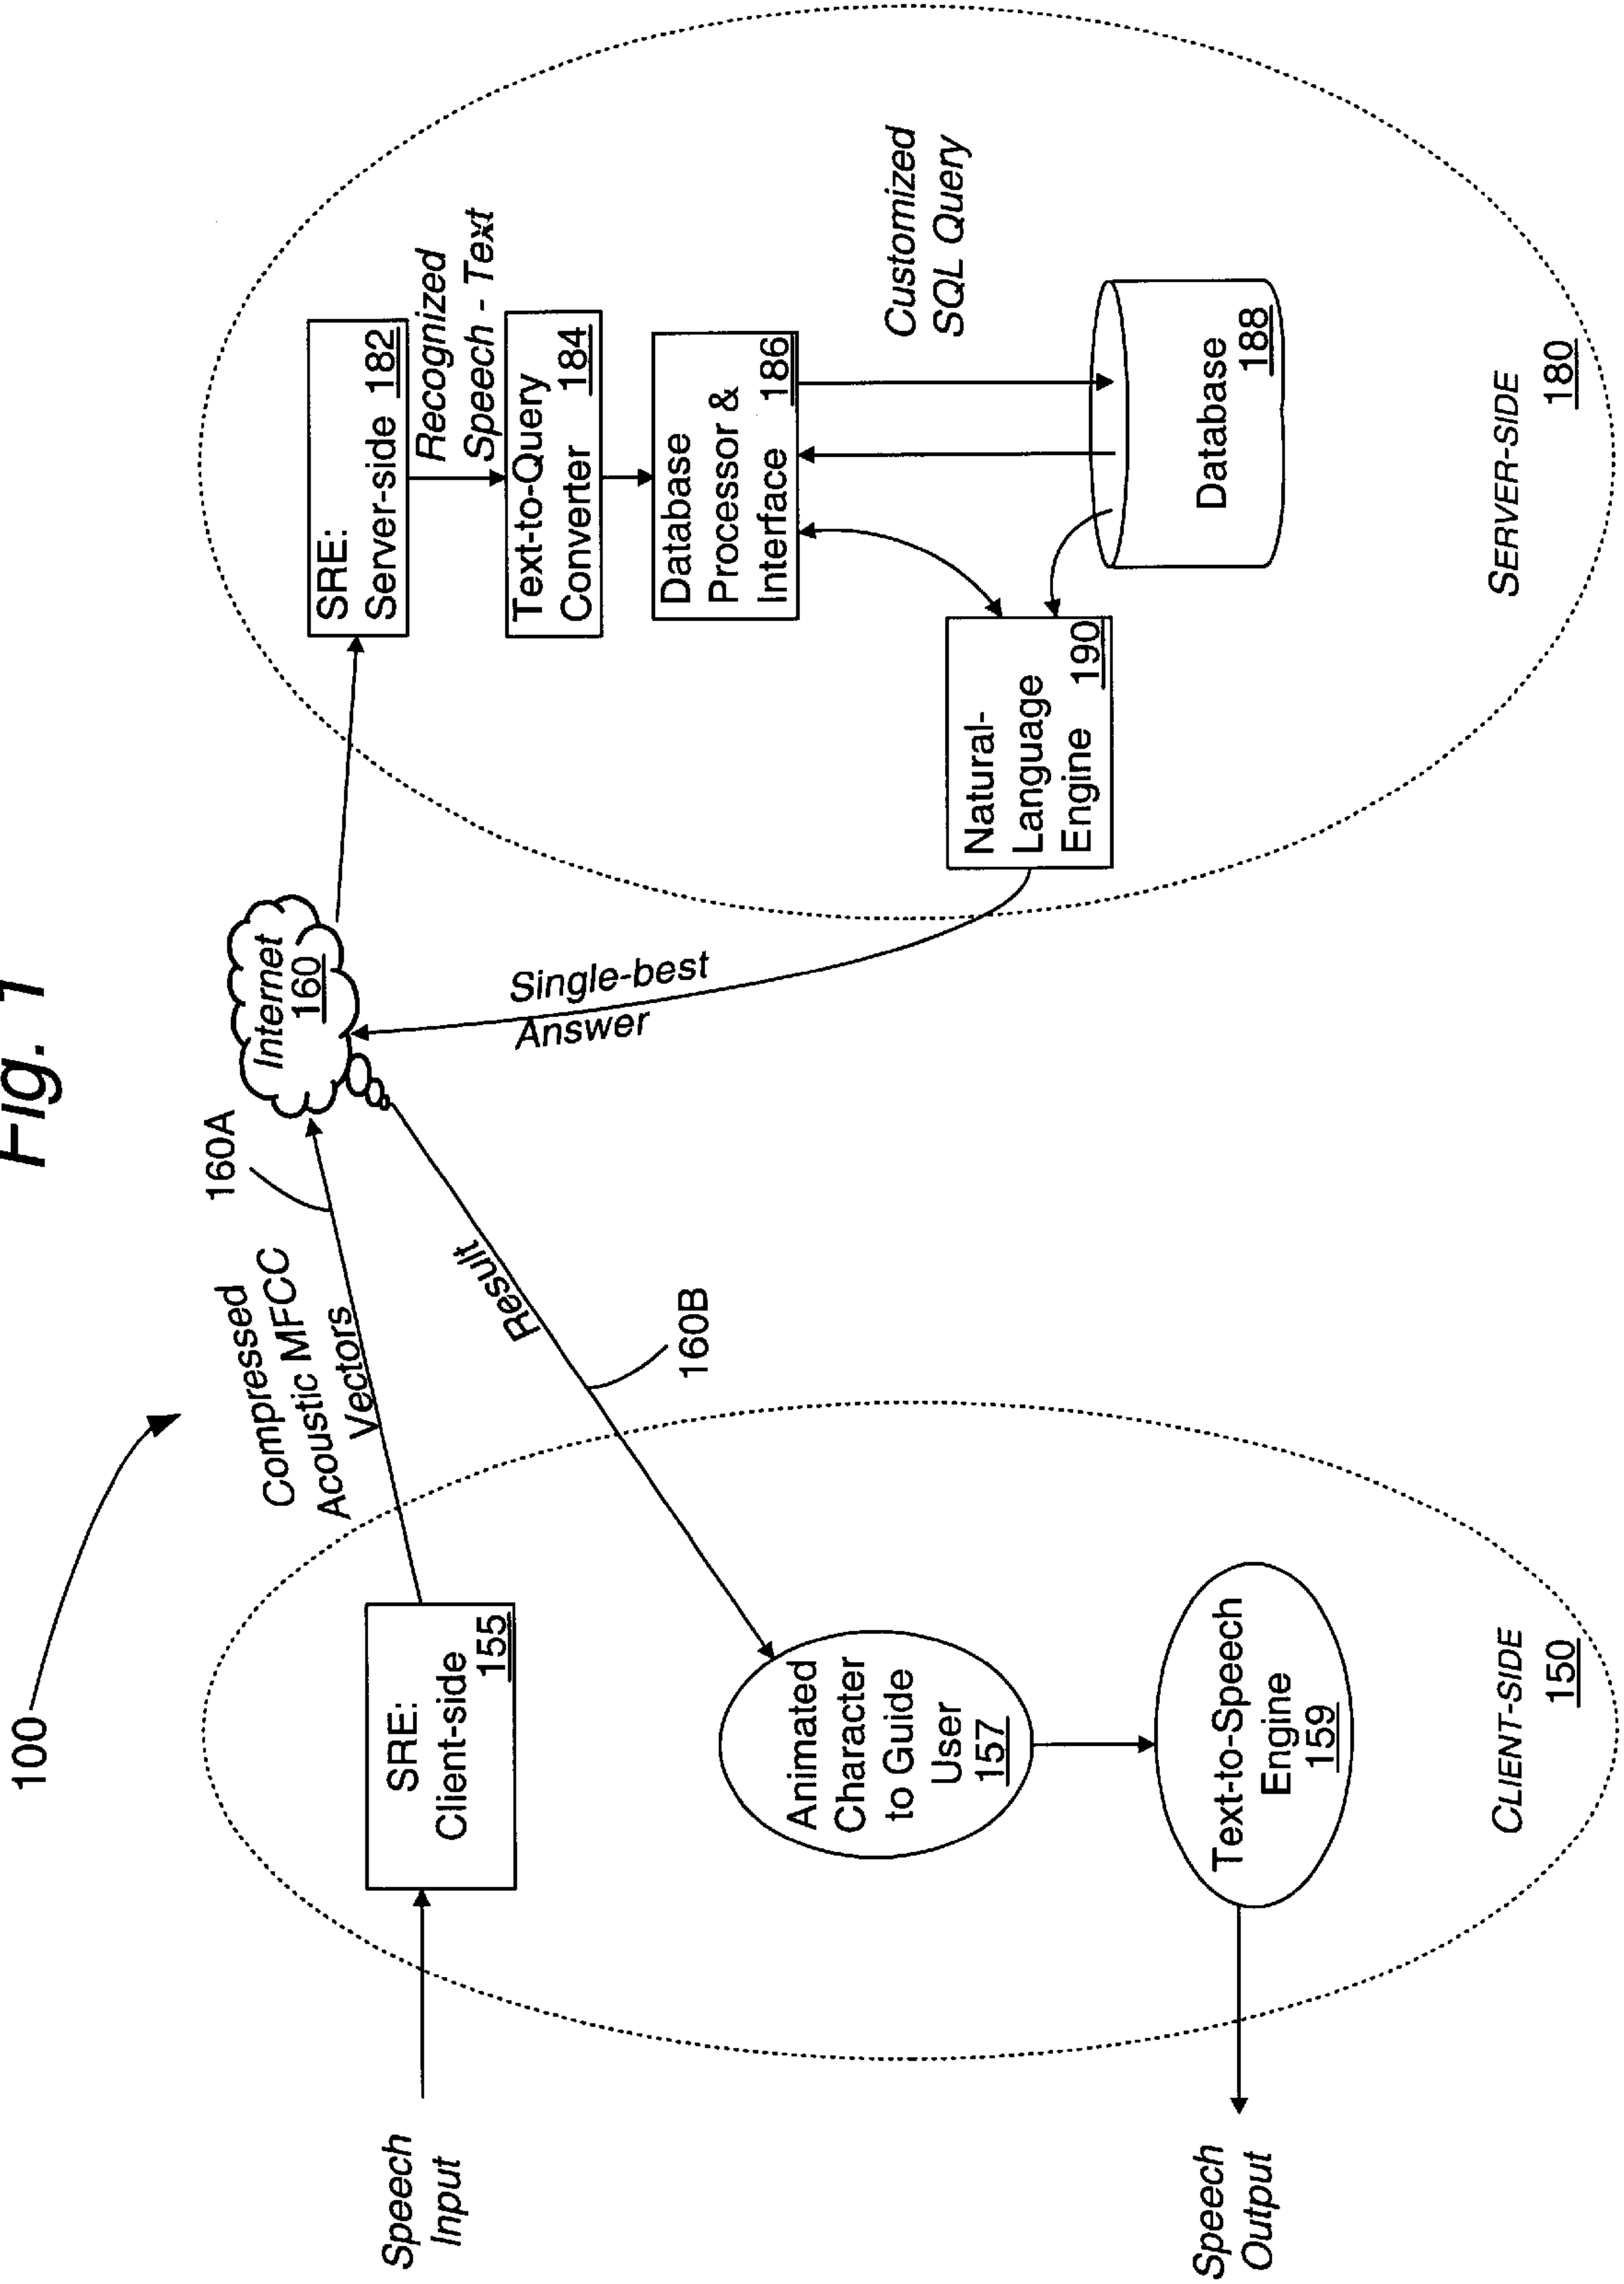 Fig. 1
100
Compressed
Acoustic MFCC
Vectors
160A
Internet
160
Speech
Input
SRE:
Client-side
155
Result
160B
Single-best
Answer
SRE:
Server-side 182
Recognized
Speech - Text
Text-to-Query
Converter 184
Database
Processor &
Interface 186
Customized
SQL Query
Natural-
Language
Engine 190
Database
188
Animated
Character
to Guide
User
157
Text-to-Speech
Engine
159
Speech
Output
CLIENT-SIDE
150
SERVER-SIDE
180